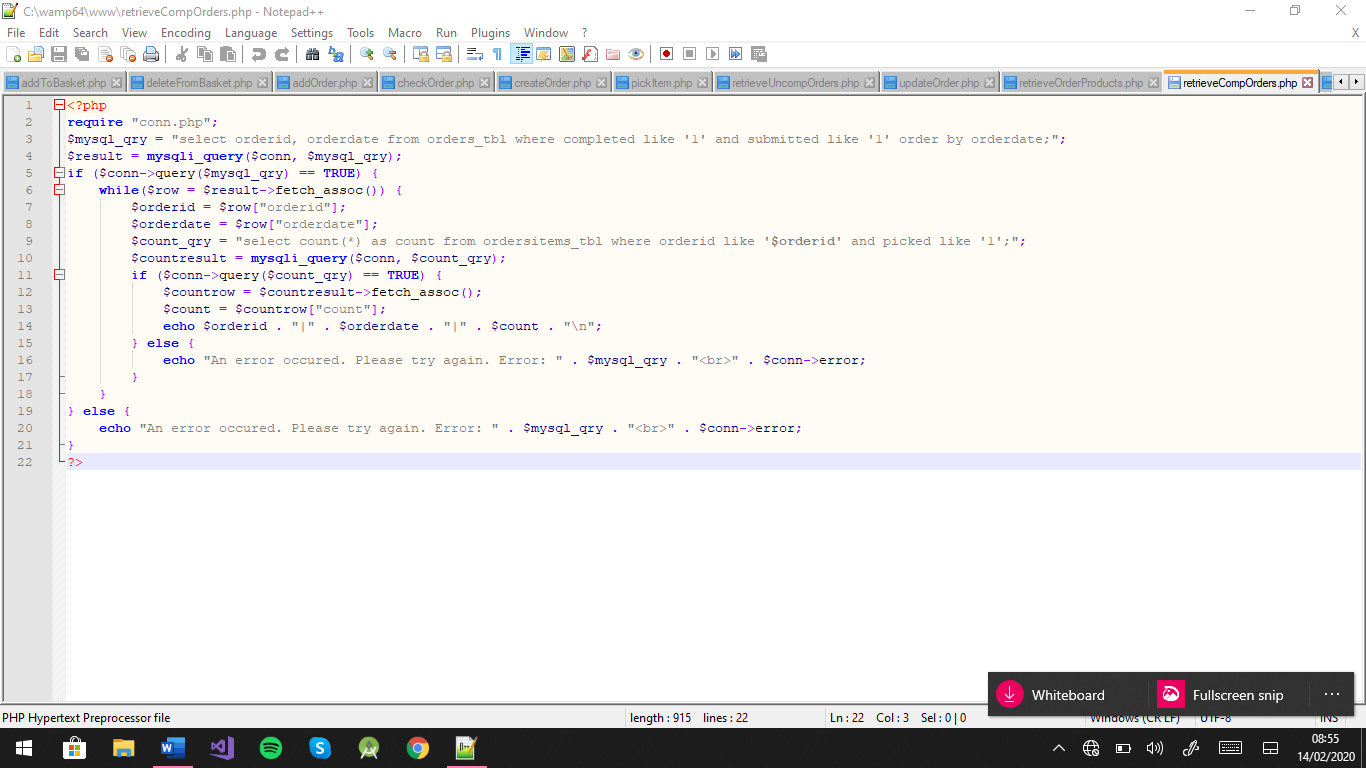 C:\wamp64\www\retrieveCompOrders.php - Notepad++
File Edit Search View Encoding Language Settings Tools Macro Run Plugins Window ? X
addToBasket.php deleteFromBasket.php addOrder.php checkOrder.php createOrder.php pickItem.php retrieveUncompOrders.php updateOrder.php retrieveOrderProducts.php retrieveCompOrders.php
1 <?php
2 require "conn.php";
3 $mysql_qry = "select orderid, orderdate from orders_tbl where completed like '1' and submitted like '1' order by orderdate;";
4 $result = mysqli_query($conn, $mysql_qry);
5 if ($conn->query($mysql_qry) == TRUE) {
6 while($row = $result->fetch_assoc()) {
7 $orderid = $row["orderid"];
8 $orderdate = $row["orderdate"];
9 $count_qry = "select count(*) as count from ordersitems_tbl where orderid like '$orderid' and picked like '1';";
10 $countresult = mysqli_query($conn, $count_qry);
11 if ($conn->query($count_qry) == TRUE) {
12 $countrow = $countresult->fetch_assoc();
13 $count = $countrow["count"];
14 echo $orderid . "|" . $orderdate . "|" . $count . "\n";
15 } else {
16 echo "An error occured. Please try again. Error: " . $mysql_qry . "<br>" . $conn->error;
17 }
18 }
19 } else {
20 echo "An error occured. Please try again. Error: " . $mysql_qry . "<br>" . $conn->error;
21 }
22 ?>
Whiteboard Fullscreen snip ...
PHP Hypertext Preprocessor file length : 915 lines : 22 Ln : 22 Col : 3 Sel : 0 | 0 Windows (CR LF) UTF-8 INS
08:55
14/02/2020